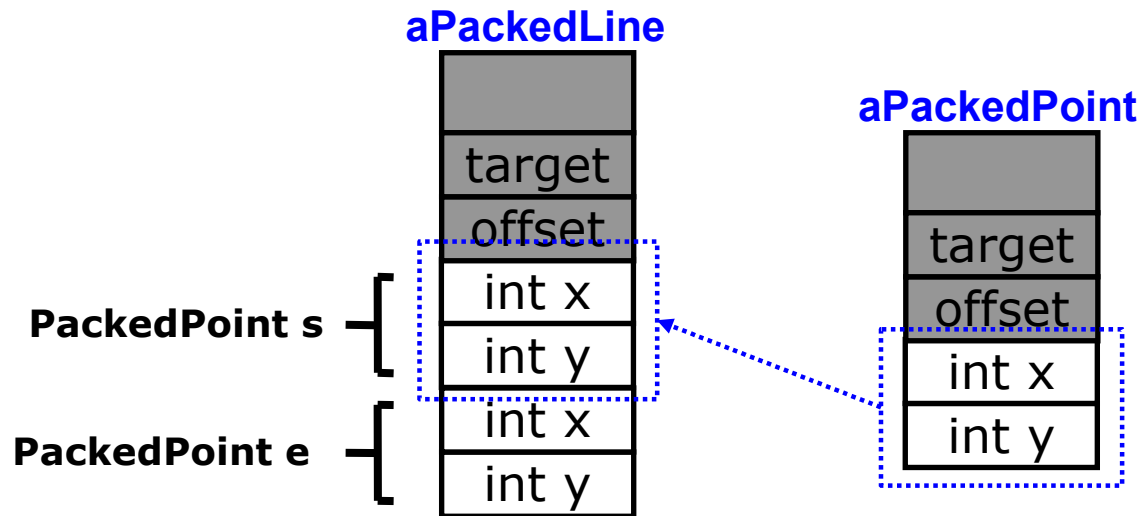 aPackedLine
target
offset
int x
int y
int x
int y
PackedPoint s
PackedPoint e
aPackedPoint
target
offset
int x
int y